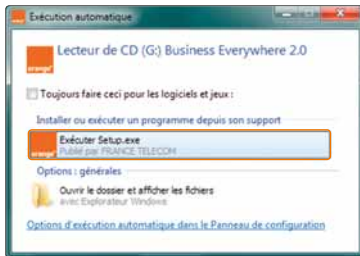 Exécution automatique
Lecteur de CD (G:) Business Everywhere 2.0
orange
Toujours faire ceci pour les logiciels et jeux :
Installer ou exécuter un programme depuis son support
Exécuter Setup.exe
orange
Publié par FRANCE TELECOM
Options : générales
Ouvrir le dossier et afficher les fichiers
avec Explorateur Windows
Options d'exécution automatique dans le Panneau de configuration